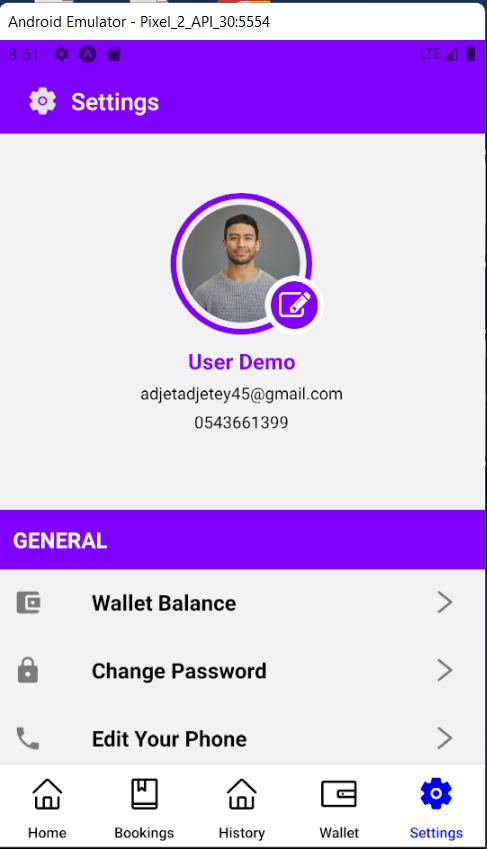 Android Emulator - Pixel_2_API_30:5554
8:51 LTE
Settings
User Demo
adjetadjetey45@gmail.com
0543661399
GENERAL
Wallet Balance
Change Password
Edit Your Phone
Home Bookings History Wallet Settings